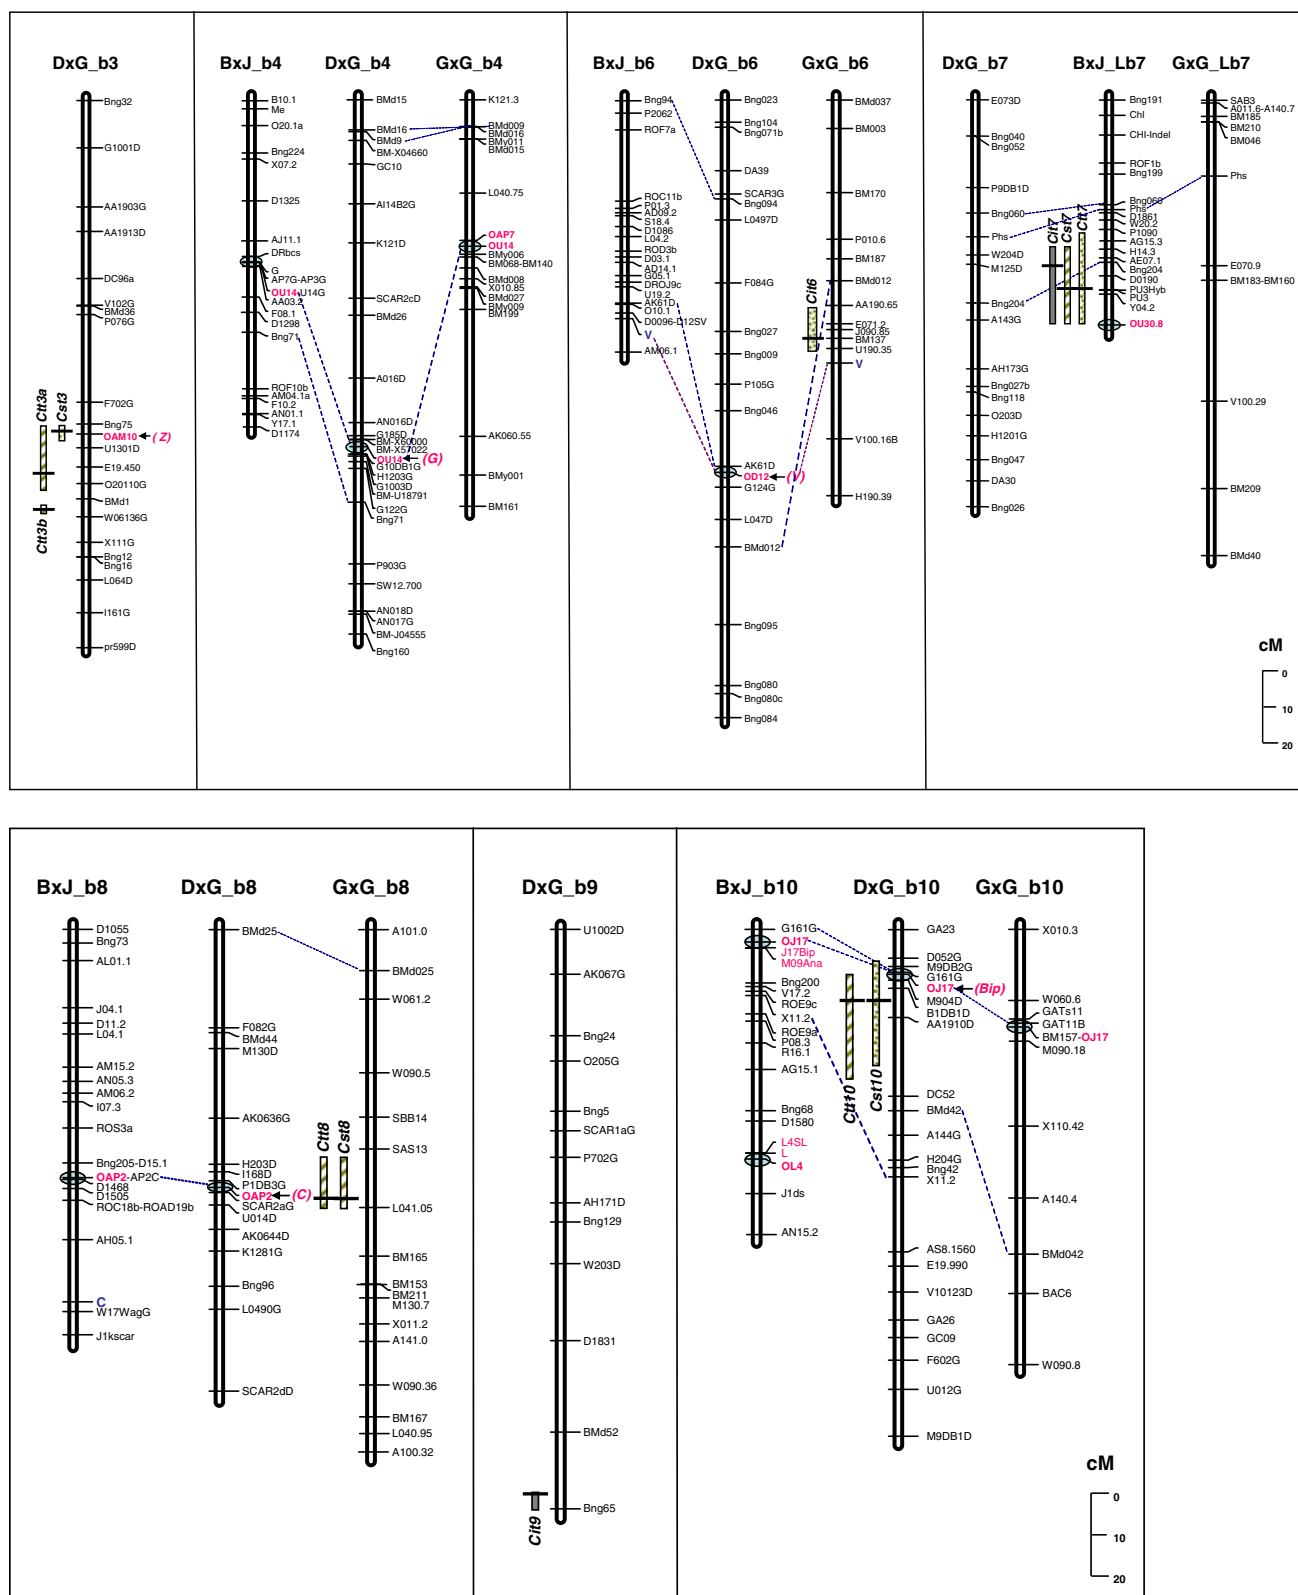 DxG_b3
Bng32
G1001D
AA1903G
AA1913D
DC96a
V102G
BMd36
P076G
F702G
Bng75
OAM10 (Z)
U1301D
E19.450
O20110G
BMd1
W06136G
X111G
Bng12
Bng16
L064D
I161G
pr599D
Ctt3a
Cst3
Ctt3b
BxJ_b4
B10.1
Me
O20.1a
Bng224
X07.2
D1325
AJ11.1
DRbcs
G
AP7G-AP3G
OU14-U14G
AA03.2
F08.1
D1298
Bng71
ROF10b
AM04.1a
F10.2
AN01.1
Y17.1
D1174
DxG_b4
BMd15
BMd16
BMd9
BM-X04660
GC10
AI14B2G
K121D
SCAR2cD
BMd26
A016D
AN016D
G185D
BM-X60000
BM-X57022
OU14 (G)
G10DB1G
H1203G
G1003D
BM-U18791
G122G
Bng71
P903G
SW12.700
AN018D
AN017G
BM-J04555
Bng160
GxG_b4
K121.3
BMd009
BMd016
BMy011
BMd015
L040.75
OAP7
OU14
BMy006
BM068-BM140
BMd008
X010.85
BMd027
BMy009
BM199
AK060.55
BMy001
BM161
BxJ_b6
Bng94
P2062
ROF7a
ROC11b
P01.3
AD09.2
S18.4
D1086
L04.2
ROD3b
D03.1
AD14.1
G05.1
DROJ9c
U19.2
AK61D
O10.1
D0096-D12SV
V
AM06.1
DxG_b6
Bng023
Bng104
Bng071b
DA39
SCAR3G
Bng094
L0497D
F084G
Bng027
Bng009
P105G
Bng046
AK61D
OD12 (V)
G124G
L047D
BMd012
Bng095
Bng080
Bng080c
Bng084
GxG_b6
BMd037
BM003
BM170
P010.6
BM187
BMd012
AA190.65
E071.2
J090.85
BM137
U190.35
V
V100.16B
H190.39
Cit6
DxG_b7
E073D
Bng040
Bng052
P9DB1D
Bng060
Phs
W204D
M125D
Bng204
A143G
AH173G
Bng027b
Bng118
O203D
H1201G
Bng047
DA30
Bng026
Cit7
Cst7
Ctt7
BxJ_Lb7
Bng191
ChI
CHI-Indel
ROF1b
Bng199
Bng060
Phs
D1861
W20.2
P1090
AG15.3
H14.3
AE07.1
Bng204
D0190
PU3Hyb
PU3
Y04.2
OU30.8
GxG_Lb7
SAB3
A011.6-A140.7
BM185
BM210
BM046
Phs
E070.9
BM183-BM160
V100.29
BM209
BMd40
cM
0
10
20
BxJ_b8
D1055
Bng73
AL01.1
J04.1
D11.2
L04.1
AM15.2
AN05.3
AM06.2
I07.3
ROS3a
Bng205-D15.1
OAP2-AP2C
D1468
D1505
ROC18b-ROAD19b
AH05.1
C
W17WagG
J1kscar
DxG_b8
BMd25
F082G
BMd44
M130D
AK0636G
H203D
I168D
P1DB3G
OAP2 (C)
SCAR2aG
U014D
AK0644D
K1281G
Bng96
L0490G
SCAR2dD
Ctt8
Cst8
GxG_b8
A101.0
BMd025
W061.2
W090.5
SBB14
SAS13
L041.05
BM165
BM153
BM211
M130.7
X011.2
A141.0
W090.36
BM167
L040.95
A100.32
DxG_b9
U1002D
AK067G
Bng24
O205G
Bng5
SCAR1aG
P702G
AH171D
Bng129
W203D
D1831
BMd52
Bng65
Cit9
BxJ_b10
G161G
OJ17
J17Bip
M09Ana
Bng200
V17.2
ROE9c
X11.2
ROE9a
P08.3
R16.1
AG15.1
Bng68
D1580
L4SL
L
OL4
J1ds
AN15.2
Ctt10
Cst10
DxG_b10
GA23
D052G
M9DB2G
G161G
OJ17 (Bip)
M904D
B1DB1D
AA1910D
DC52
BMd42
A144G
H204G
Bng42
X11.2
AS8.1560
E19.990
V10123D
GA26
GC09
F602G
U012G
M9DB1D
GxG_b10
X010.3
W060.6
GATs11
GAT11B
BM157-OJ17
M090.18
X110.42
A140.4
BMd042
BAC6
W090.8
cM
0
10
20